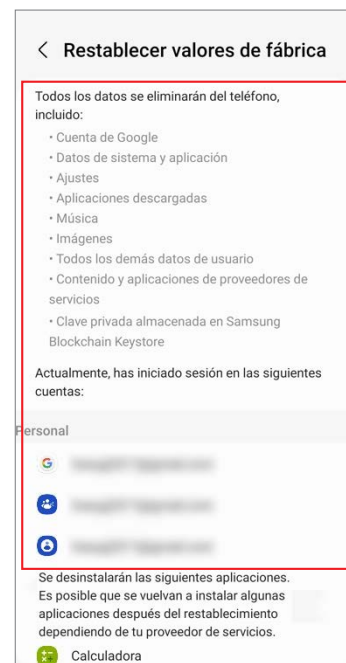 Restablecer valores de fábrica
Todos los datos se eliminarán del teléfono,
incluido:
• Cuenta de Google
• Datos de sistema y aplicación
• Ajustes
• Aplicaciones descargadas
• Música
• Imágenes
• Todos los demás datos de usuario
• Contenido y aplicaciones de proveedores de
servicios
• Clave privada almacenada en Samsung
Blockchain Keystore
Actualmente, has iniciado sesión en las siguientes
cuentas:
Personal
G
Se desinstalarán las siguientes aplicaciones.
Es posible que se vuelvan a instalar algunas
aplicaciones después del restablecimiento
dependiendo de tu proveedor de servicios.
Calculadora